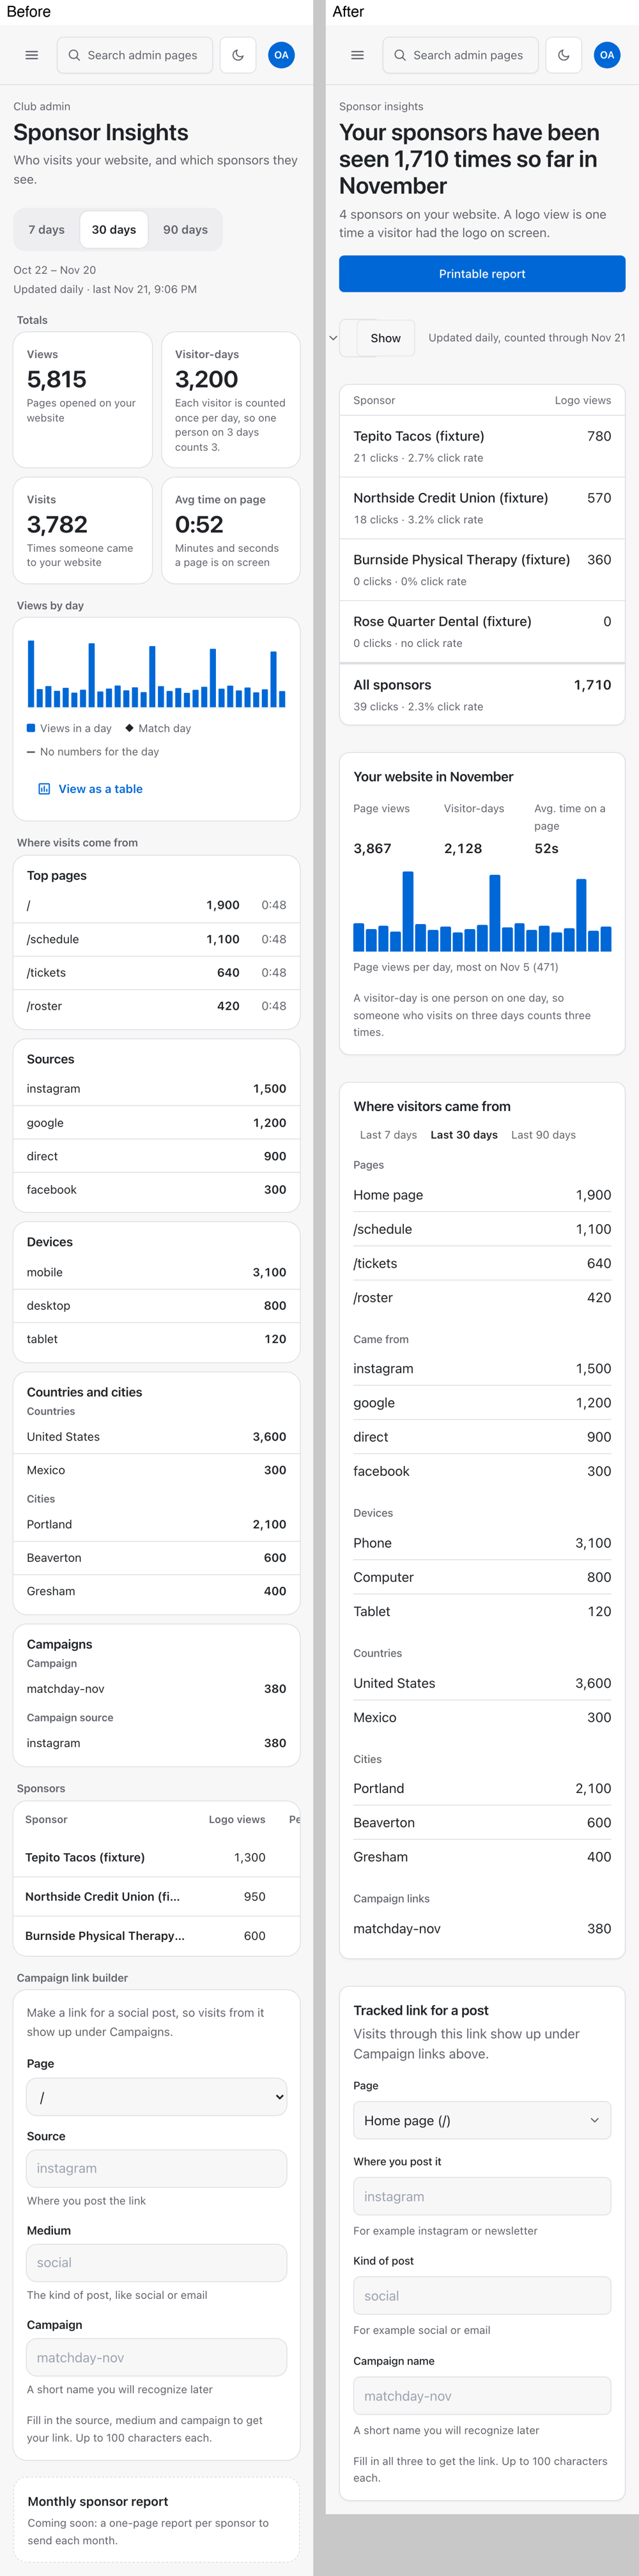 Before
Search admin pages
OA
Club admin
Sponsor Insights
Who visits your website, and which sponsors they
see.
7 days
30 days
90 days
Oct 22 – Nov 20
Updated daily · last Nov 21, 9:06 PM
Totals
Views
5,815
Pages opened on your
website
Visitor-days
3,200
Each visitor is counted
once per day, so one
person on 3 days
counts 3.
Visits
3,782
Times someone came
to your website
Avg time on page
0:52
Minutes and seconds
a page is on screen
Views by day
Views in a day
Match day
No numbers for the day
View as a table
Where visits come from
Top pages
/ 1,900 0:48
/schedule 1,100 0:48
/tickets 640 0:48
/roster 420 0:48
Sources
instagram 1,500
google 1,200
direct 900
facebook 300
Devices
mobile 3,100
desktop 800
tablet 120
Countries and cities
Countries
United States 3,600
Mexico 300
Cities
Portland 2,100
Beaverton 600
Gresham 400
Campaigns
Campaign
matchday-nov 380
Campaign source
instagram 380
Sponsors
Sponsor Logo views Pe
Tepito Tacos (fixture) 1,300
Northside Credit Union (fi... 950
Burnside Physical Therapy... 600
Campaign link builder
Make a link for a social post, so visits from it
show up under Campaigns.
Page
/
Source
instagram
Where you post the link
Medium
social
The kind of post, like social or email
Campaign
matchday-nov
A short name you will recognize later
Fill in the source, medium and campaign to get
your link. Up to 100 characters each.
Monthly sponsor report
Coming soon: a one-page report per sponsor to
send each month.
After
Search admin pages
OA
Sponsor insights
Your sponsors have been
seen 1,710 times so far in
November
4 sponsors on your website. A logo view is one
time a visitor had the logo on screen.
Printable report
Show
Updated daily, counted through Nov 21
Sponsor Logo views
Tepito Tacos (fixture) 780
21 clicks · 2.7% click rate
Northside Credit Union (fixture) 570
18 clicks · 3.2% click rate
Burnside Physical Therapy (fixture) 360
0 clicks · 0% click rate
Rose Quarter Dental (fixture) 0
0 clicks · no click rate
All sponsors 1,710
39 clicks · 2.3% click rate
Your website in November
Page views
3,867
Visitor-days
2,128
Avg. time on a
page
52s
Page views per day, most on Nov 5 (471)
A visitor-day is one person on one day, so
someone who visits on three days counts three
times.
Where visitors came from
Last 7 days
Last 30 days
Last 90 days
Pages
Home page 1,900
/schedule 1,100
/tickets 640
/roster 420
Came from
instagram 1,500
google 1,200
direct 900
facebook 300
Devices
Phone 3,100
Computer 800
Tablet 120
Countries
United States 3,600
Mexico 300
Cities
Portland 2,100
Beaverton 600
Gresham 400
Campaign links
matchday-nov 380
Tracked link for a post
Visits through this link show up under
Campaign links above.
Page
Home page (/)
Where you post it
instagram
For example instagram or newsletter
Kind of post
social
For example social or email
Campaign name
matchday-nov
A short name you will recognize later
Fill in all three to get the link. Up to 100 characters
each.